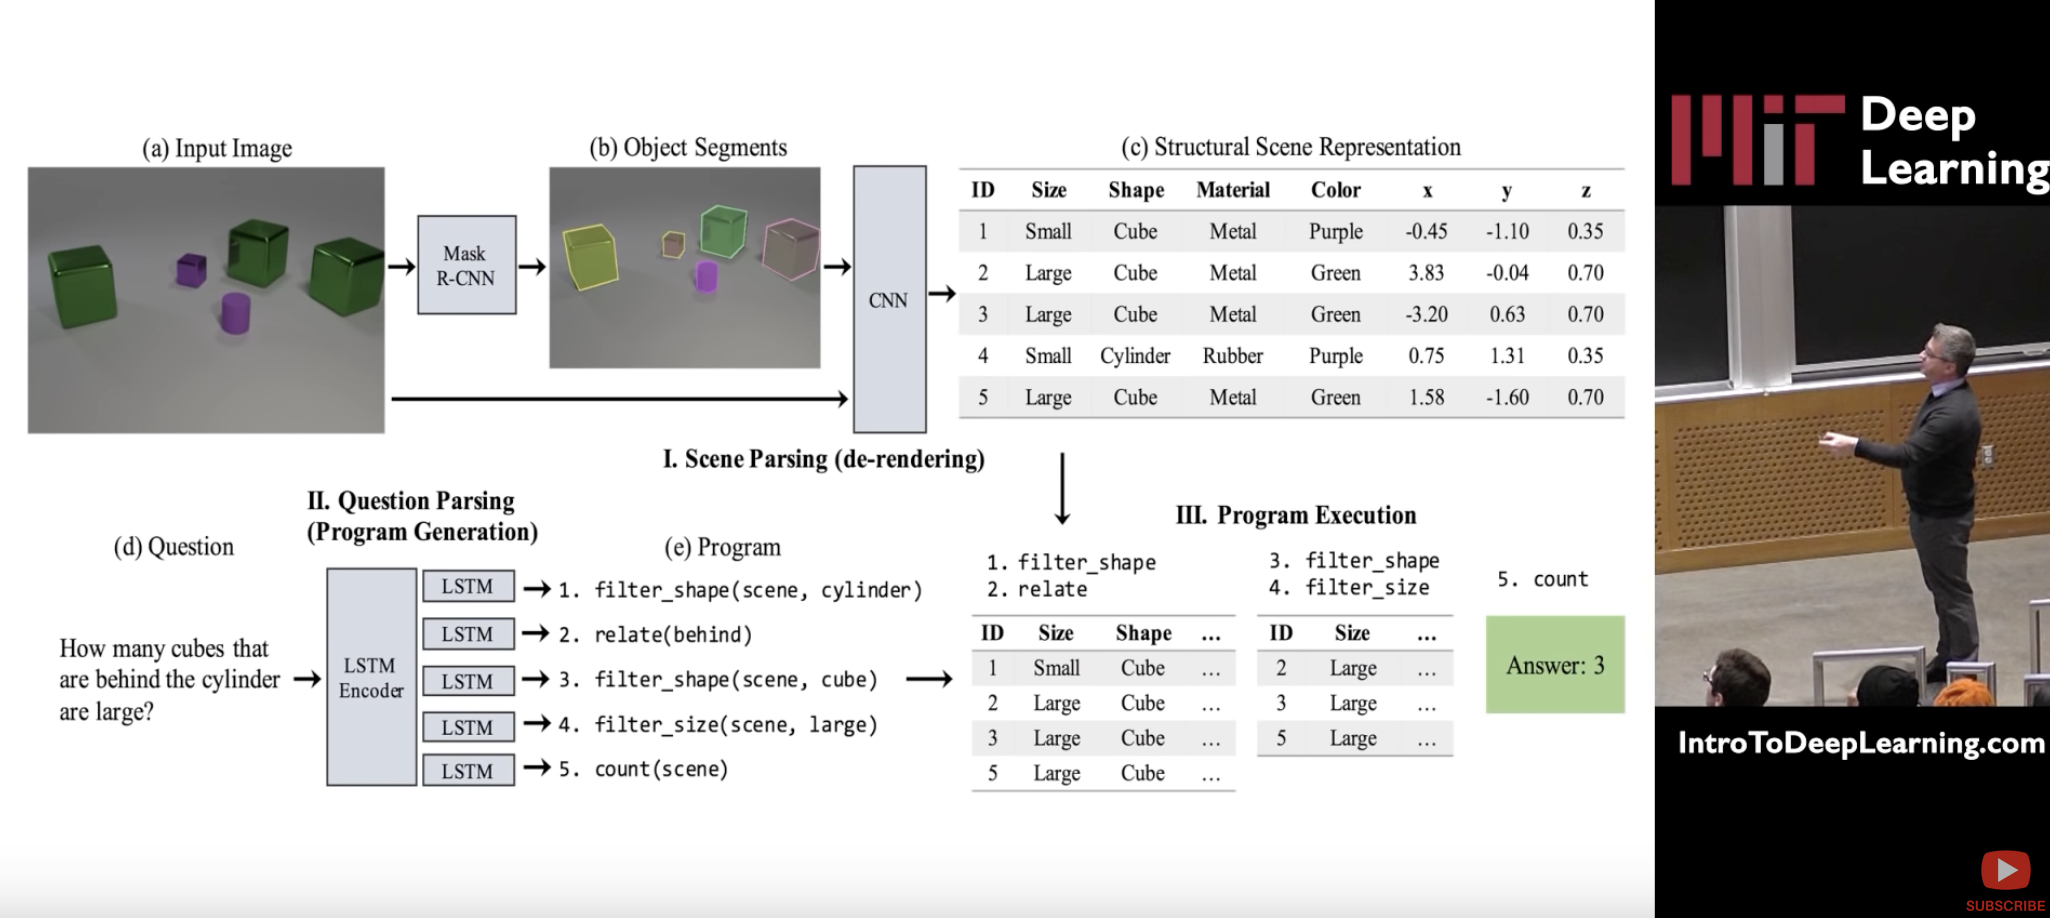 (a) Input Image
(b) Object Segments
(c) Structural Scene Representation
Mask
R-CNN
CNN
ID Size Shape Material Color x y z
1 Small Cube Metal Purple -0.45 -1.10 0.35
2 Large Cube Metal Green 3.83 -0.04 0.70
3 Large Cube Metal Green -3.20 0.63 0.70
4 Small Cylinder Rubber Purple 0.75 1.31 0.35
5 Large Cube Metal Green 1.58 -1.60 0.70
I. Scene Parsing (de-rendering)
II. Question Parsing
(Program Generation)
III. Program Execution
(d) Question
(e) Program
How many cubes that
are behind the cylinder
are large?
LSTM
Encoder
LSTM
LSTM
LSTM
LSTM
LSTM
1. filter_shape(scene, cylinder)
2. relate(behind)
3. filter_shape(scene, cube)
4. filter_size(scene, large)
5. count(scene)
1. filter_shape
2. relate
ID Size Shape ...
1 Small Cube ...
2 Large Cube ...
3 Large Cube ...
5 Large Cube ...
3. filter_shape
4. filter_size
ID Size ...
2 Large ...
3 Large ...
5 Large ...
5. count
Answer: 3
MIT
Deep
Learning
IntroToDeepLearning.com
SUBSCRIBE